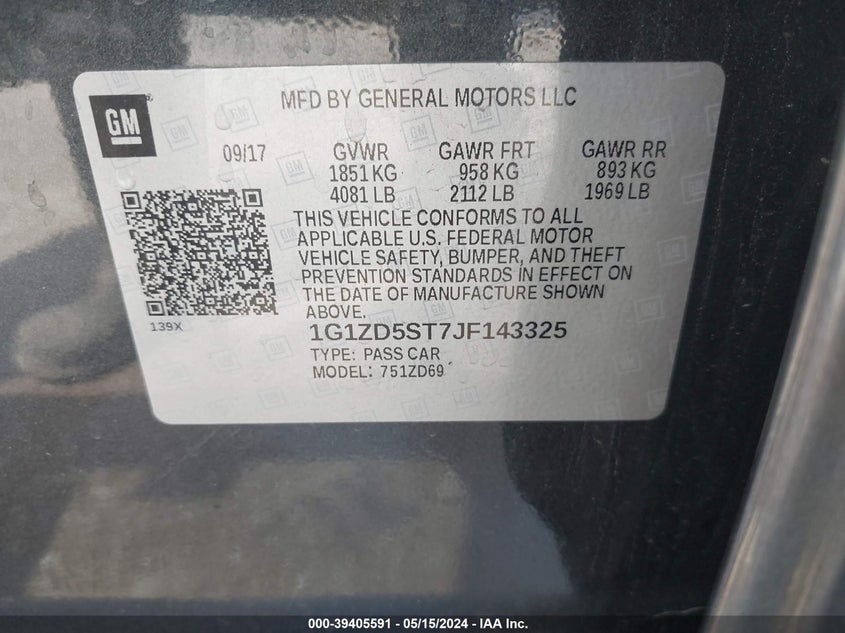 GM
MFD BY GENERAL MOTORS LLC
09/17 GVWR GAWR FRT GAWR RR
1851 KG 958 KG 893 KG
4081 LB 2112 LB 1969 LB
THIS VEHICLE CONFORMS TO ALL
APPLICABLE U.S. FEDERAL MOTOR
VEHICLE SAFETY, BUMPER, AND THEFT
PREVENTION STANDARDS IN EFFECT ON
THE DATE OF MANUFACTURE SHOWN
ABOVE.
139X
1G1ZD5ST7JF143325
TYPE: PASS CAR
MODEL: 751ZD69
000-39405591 - 05/15/2024 - IAA Inc.